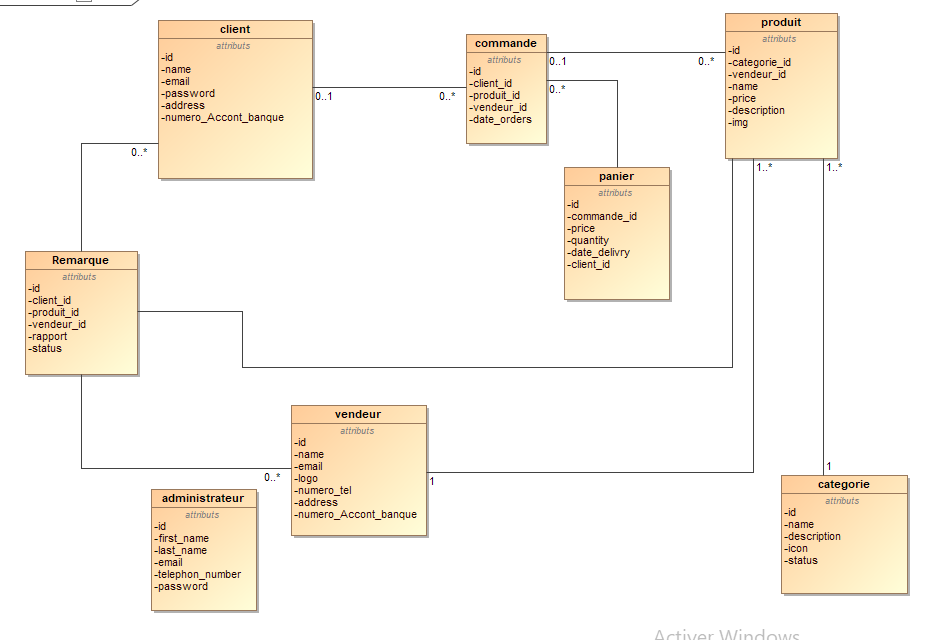 client
attributs
-id
-name
-email
-password
-address
-numero_Accont_banque
0..1
0..*
commande
attributs
-id
-client_id
-produit_id
-vendeur_id
-date_orders
0..1
0..*
0..*
produit
attributs
-id
-categorie_id
-vendeur_id
-name
-price
-description
-img
1..*
1..*
0..*
panier
attributs
-id
-commande_id
-price
-quantity
-date_delivry
-client_id
Remarque
attributs
-id
-client_id
-produit_id
-vendeur_id
-rapport
-status
vendeur
attributs
-id
-name
-email
-logo
-numero_tel
-address
-numero_Accont_banque
0..*
1
administrateur
attributs
-id
-first_name
-last_name
-email
-telephon_number
-password
1
categorie
attributs
-id
-name
-description
-icon
-status
Activer Windows